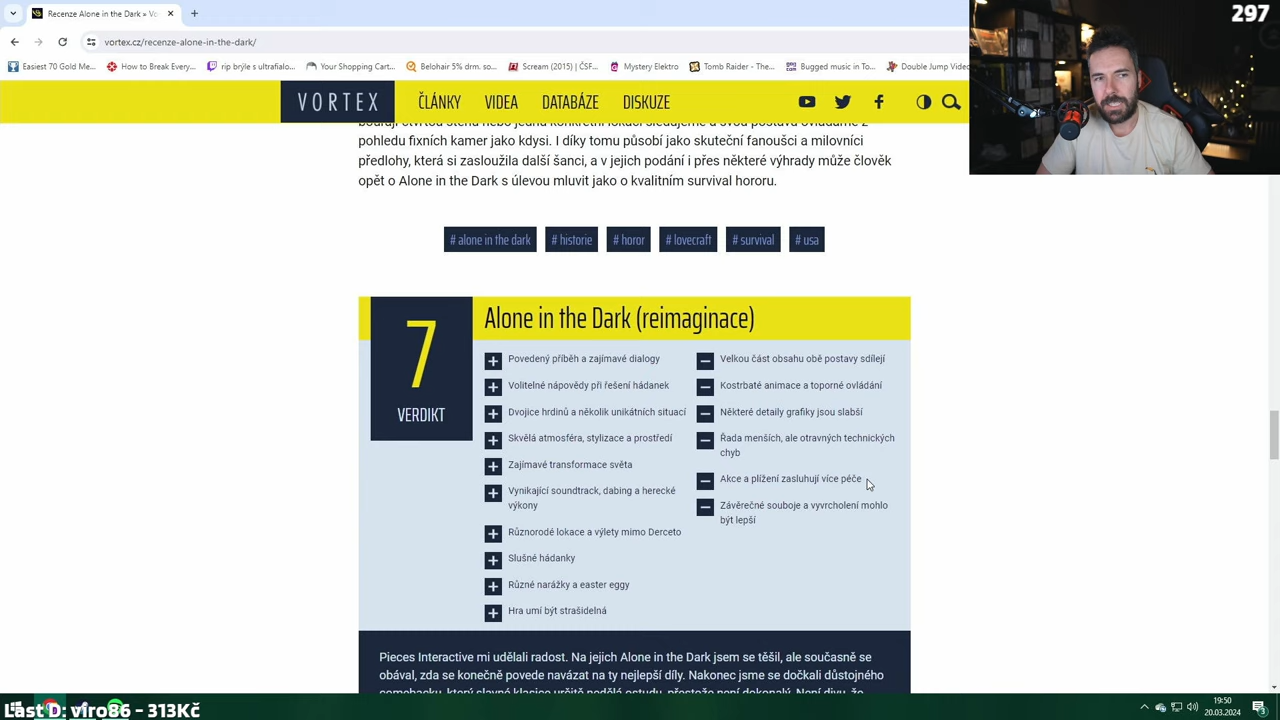 Recenze Alone in the Dark » Vo
297
vortex.cz/recenze-alone-in-the-dark/
Easiest 70 Gold Me...
How to Break Every...
rip brýle s ultrafialo...
Your Shopping Cart...
Belohair 5% drm. so...
Scream (2015) | ČSF...
Mystery Elektro
Tomb Raider - The...
Bugged music in To...
Double Jump Video
VORTEX
ČLÁNKY
VIDEA
DATABÁZE
DISKUZE
pohledu fixních kamer jako kdysi. I díky tomu působí jako skuteční fanoušci a milovníci
předlohy, která si zasloužila další šanci, a v jejich podání i přes některé výhrady může člověk
opět o Alone in the Dark s úlevou mluvit jako o kvalitním survival hororu.
# alone in the dark
# historie
# horor
# lovecraft
# survival
# usa
7
VERDIKT
Alone in the Dark (reimaginace)
Povedený příběh a zajímavé dialogy
Volitelné nápovědy při řešení hádanek
Dvojice hrdinů a několik unikátních situací
Skvělá atmosféra, stylizace a prostředí
Zajímavé transformace světa
Vynikající soundtrack, dabing a herecké
výkony
Různorodé lokace a výlety mimo Derceto
Slušné hádanky
Různé narážky a easter eggy
Hra umí být strašidelná
Velkou část obsahu obě postavy sdílejí
Kostrbaté animace a toporné ovládání
Některé detaily grafiky jsou slabší
Řada menších, ale otravných technických
chyb
Akce a plížení zasluhují více péče
Závěrečné souboje a vyvrcholení mohlo
být lepší
Pieces Interactive mi udělali radost. Na jejich Alone in the Dark jsem se těšil, ale současně se
obával, zda se konečně povede navázat na ty nejlepší díly. Nakonec jsme se dočkali důstojného
comebacku, který slavné klasice určitě nedělá ostudu, přestože není dokonalý. Není divu, že
Last D: viro86 - 313Kč
19:50
20.03.2024
3